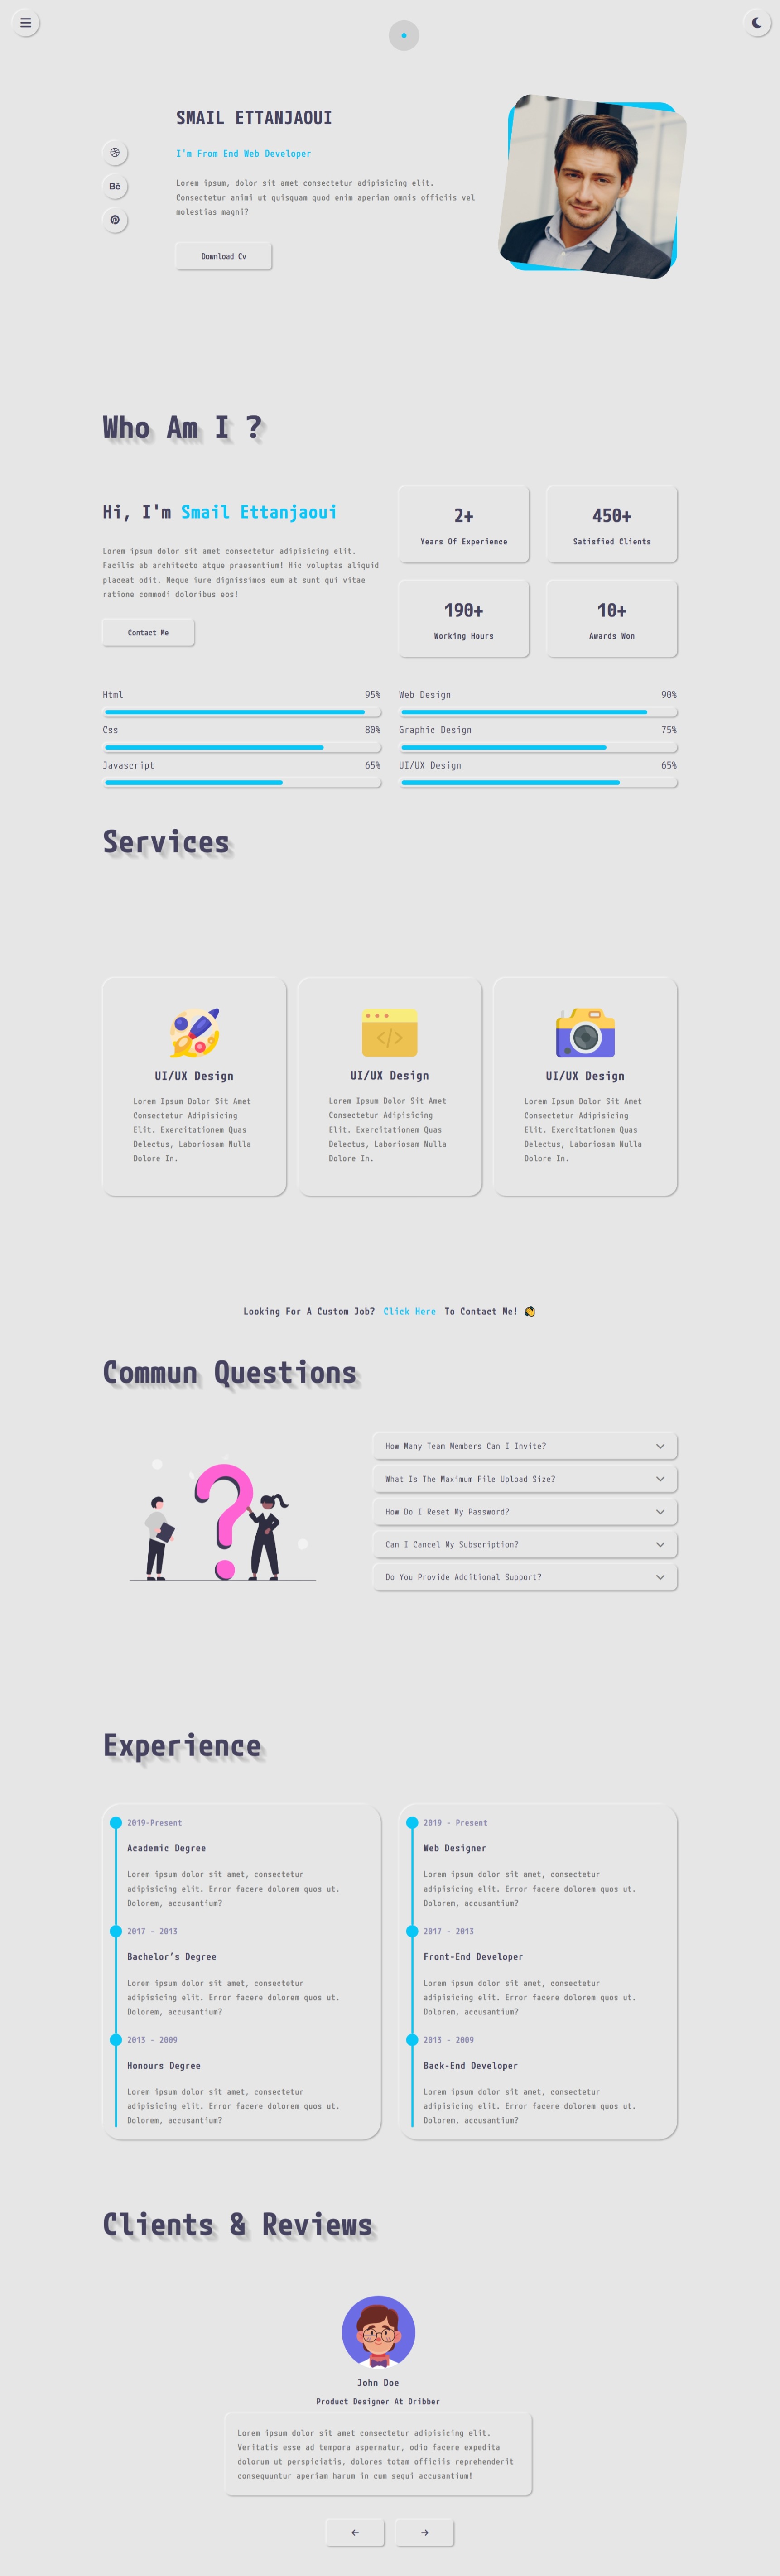 SMAIL ETTANJAOUI
I'm From End Web Developer
Bē
Lorem ipsum, dolor sit amet consectetur adipisicing elit.
Consectetur animi ut quisquam quod enim aperiam omnis officiis vel
molestias magni?
Download Cv
Who Am I ?
Hi, I'm Smail Ettanjaoui
Lorem ipsum dolor sit amet consectetur adipisicing elit.
Facilis ab architecto atque praesentium! Hic voluptas aliquid
placeat odit. Neque iure dignissimos eum at sunt qui vitae
ratione commodi doloribus eos!
Contact Me
2+
Years Of Experience
450+
Satisfied Clients
190+
Working Hours
10+
Awards Won
Html 95%
Css 80%
Javascript 65%
Web Design 90%
Graphic Design 75%
UI/UX Design 65%
Services
UI/UX Design
Lorem Ipsum Dolor Sit Amet
Consectetur Adipisicing
Elit. Exercitationem Quas
Delectus, Laboriosam Nulla
Dolore In.
</>
UI/UX Design
Lorem Ipsum Dolor Sit Amet
Consectetur Adipisicing
Elit. Exercitationem Quas
Delectus, Laboriosam Nulla
Dolore In.
UI/UX Design
Lorem Ipsum Dolor Sit Amet
Consectetur Adipisicing
Elit. Exercitationem Quas
Delectus, Laboriosam Nulla
Dolore In.
Looking For A Custom Job? Click Here To Contact Me! 👏
Commun Questions
?
How Many Team Members Can I Invite?
What Is The Maximum File Upload Size?
How Do I Reset My Password?
Can I Cancel My Subscription?
Do You Provide Additional Support?
Experience
2019-Present
Academic Degree
Lorem ipsum dolor sit amet, consectetur
adipisicing elit. Error facere dolorem quos ut.
Dolorem, accusantium?
2017 - 2013
Bachelor's Degree
Lorem ipsum dolor sit amet, consectetur
adipisicing elit. Error facere dolorem quos ut.
Dolorem, accusantium?
2013 - 2009
Honours Degree
Lorem ipsum dolor sit amet, consectetur
adipisicing elit. Error facere dolorem quos ut.
Dolorem, accusantium?
2019 - Present
Web Designer
Lorem ipsum dolor sit amet, consectetur
adipisicing elit. Error facere dolorem quos ut.
Dolorem, accusantium?
2017 - 2013
Front-End Developer
Lorem ipsum dolor sit amet, consectetur
adipisicing elit. Error facere dolorem quos ut.
Dolorem, accusantium?
2013 - 2009
Back-End Developer
Lorem ipsum dolor sit amet, consectetur
adipisicing elit. Error facere dolorem quos ut.
Dolorem, accusantium?
Clients & Reviews
John Doe
Product Designer At Dribber
Lorem ipsum dolor sit amet consectetur adipisicing elit.
Veritatis esse ad tempora aspernatur, odio facere expedita
dolorum ut perspiciatis, dolores totam officiis reprehenderit
consequuntur aperiam harum in cum sequi accusantium!